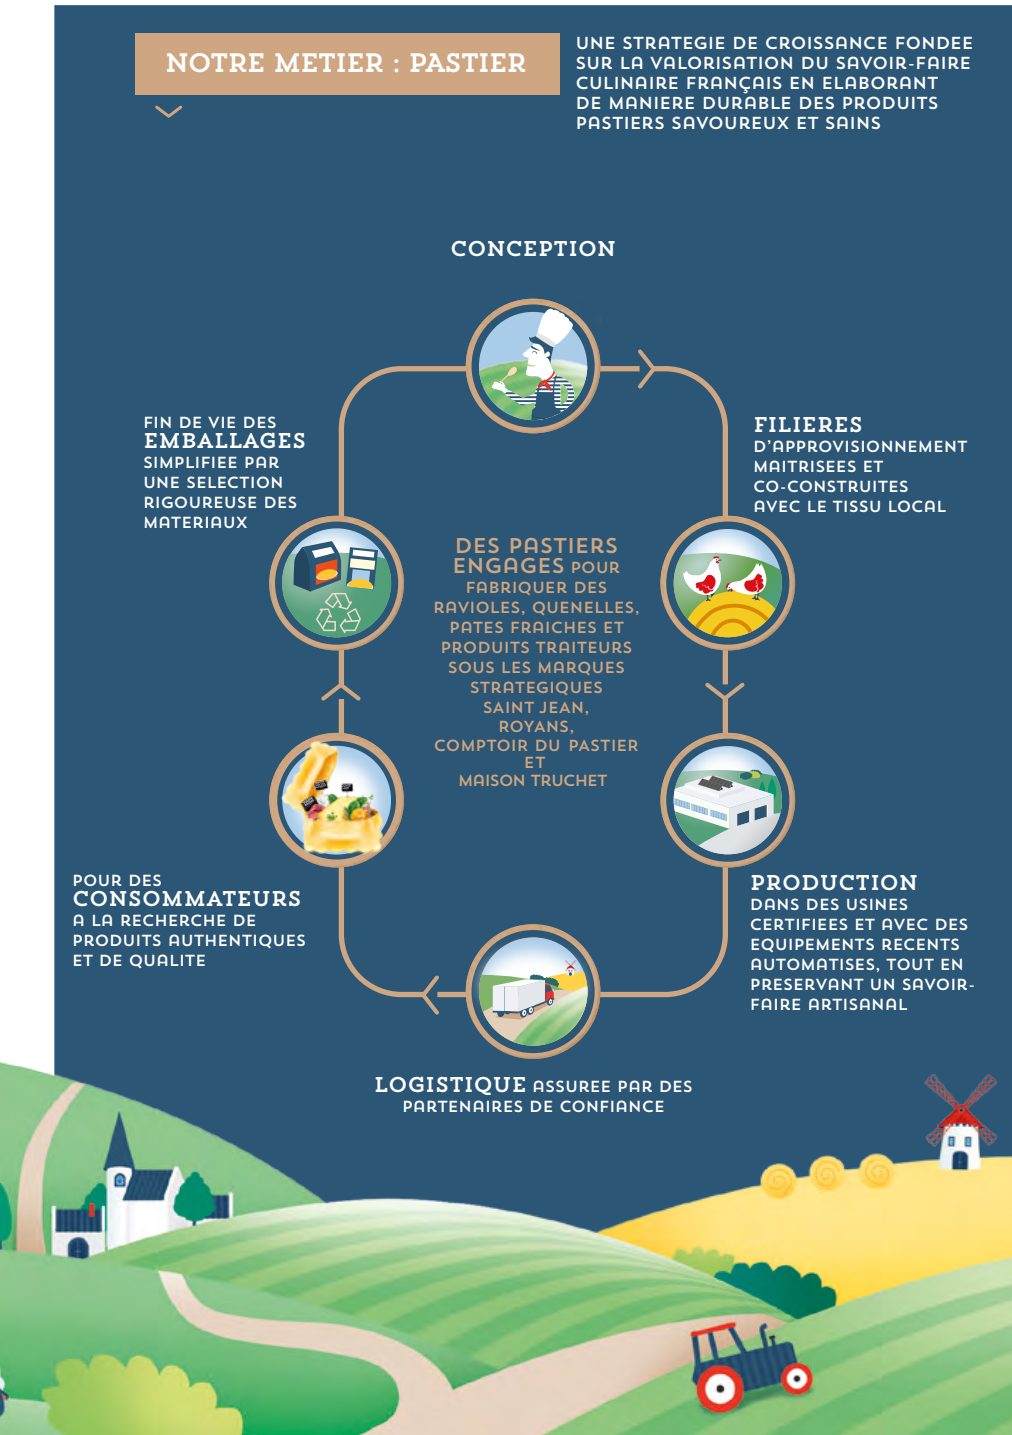 NOTRE METIER : PASTIER
UNE STRATEGIE DE CROISSANCE FONDEE
SUR LA VALORISATION DU SAVOIR-FAIRE
CULINAIRE FRANÇAIS EN ELABORANT
DE MANIERE DURABLE DES PRODUITS
PASTIERS SAVOUREUX ET SAINS
CONCEPTION
FILIERES
D'APPROVISIONNEMENT
MAITRISEES ET
CO-CONSTRUITES
AVEC LE TISSU LOCAL
PRODUCTION
DANS DES USINES
CERTIFIEES ET AVEC DES
EQUIPEMENTS RECENTS
AUTOMATISES, TOUT EN
PRESERVANT UN SAVOIR-
FAIRE ARTISANAL
LOGISTIQUE ASSUREE PAR DES
PARTENAIRES DE CONFIANCE
POUR DES
CONSOMMATEURS
A LA RECHERCHE DE
PRODUITS AUTHENTIQUES
ET DE QUALITE
FIN DE VIE DES
EMBALLAGES
SIMPLIFIEE PAR
UNE SELECTION
RIGOUREUSE DES
MATERIAUX
DES PASTIERS
ENGAGES POUR
FABRIQUER DES
RAVIOLES, QUENELLES,
PATES FRAICHES ET
PRODUITS TRAITEURS
SOUS LES MARQUES
STRATEGIQUES
SAINT JEAN,
ROYANS,
COMPTOIR DU PASTIER
ET
MAISON TRUCHET